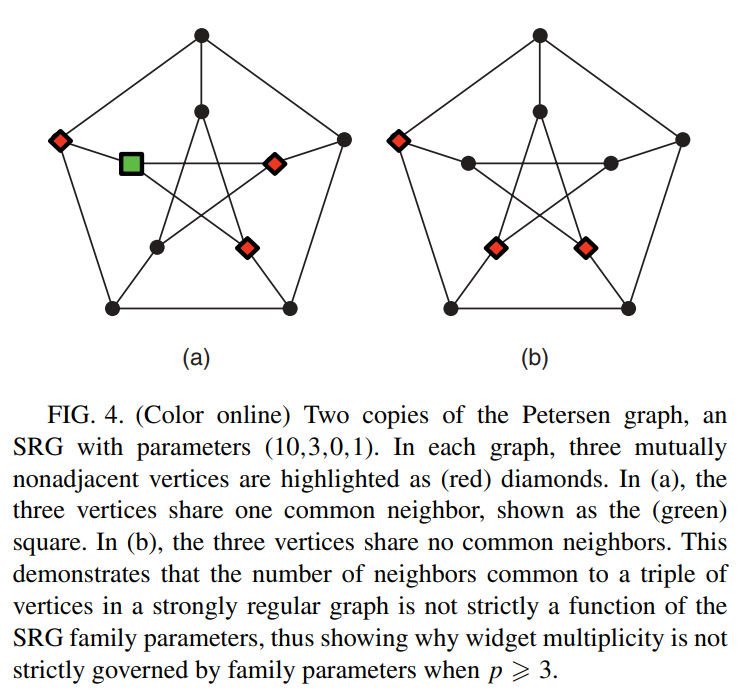 (a)
(b)
FIG. 4. (Color online) Two copies of the Petersen graph, an
SRG with parameters (10,3,0,1). In each graph, three mutually
nonadjacent vertices are highlighted as (red) diamonds. In (a), the
three vertices share one common neighbor, shown as the (green)
square. In (b), the three vertices share no common neighbors. This
demonstrates that the number of neighbors common to a triple of
vertices in a strongly regular graph is not strictly a function of the
SRG family parameters, thus showing why widget multiplicity is not
strictly governed by family parameters when p ⩾ 3.